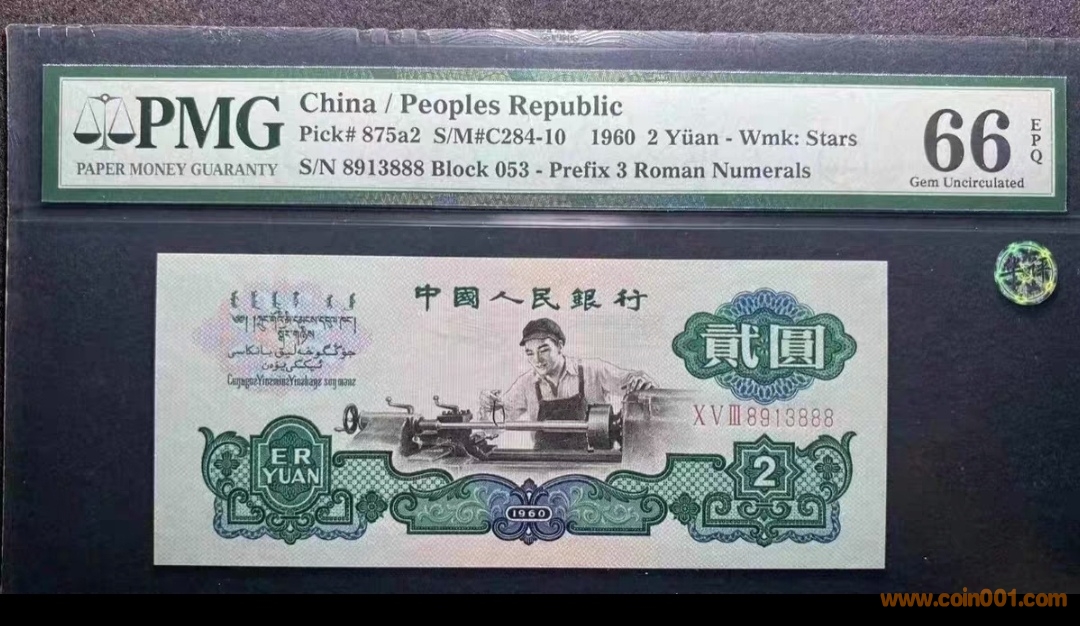 PMG
PAPER MONEY GUARANTY
China / Peoples Republic
Pick# 875a2 S/M#C284-10 1960 2 Yüan - Wmk: Stars
S/N 8913888 Block 053 - Prefix 3 Roman Numerals
66
EPQ
Gem Uncirculated
中國人民銀行
貳圓
XVIII8913888
ER
YUAN
2
1960
www.coin001.com